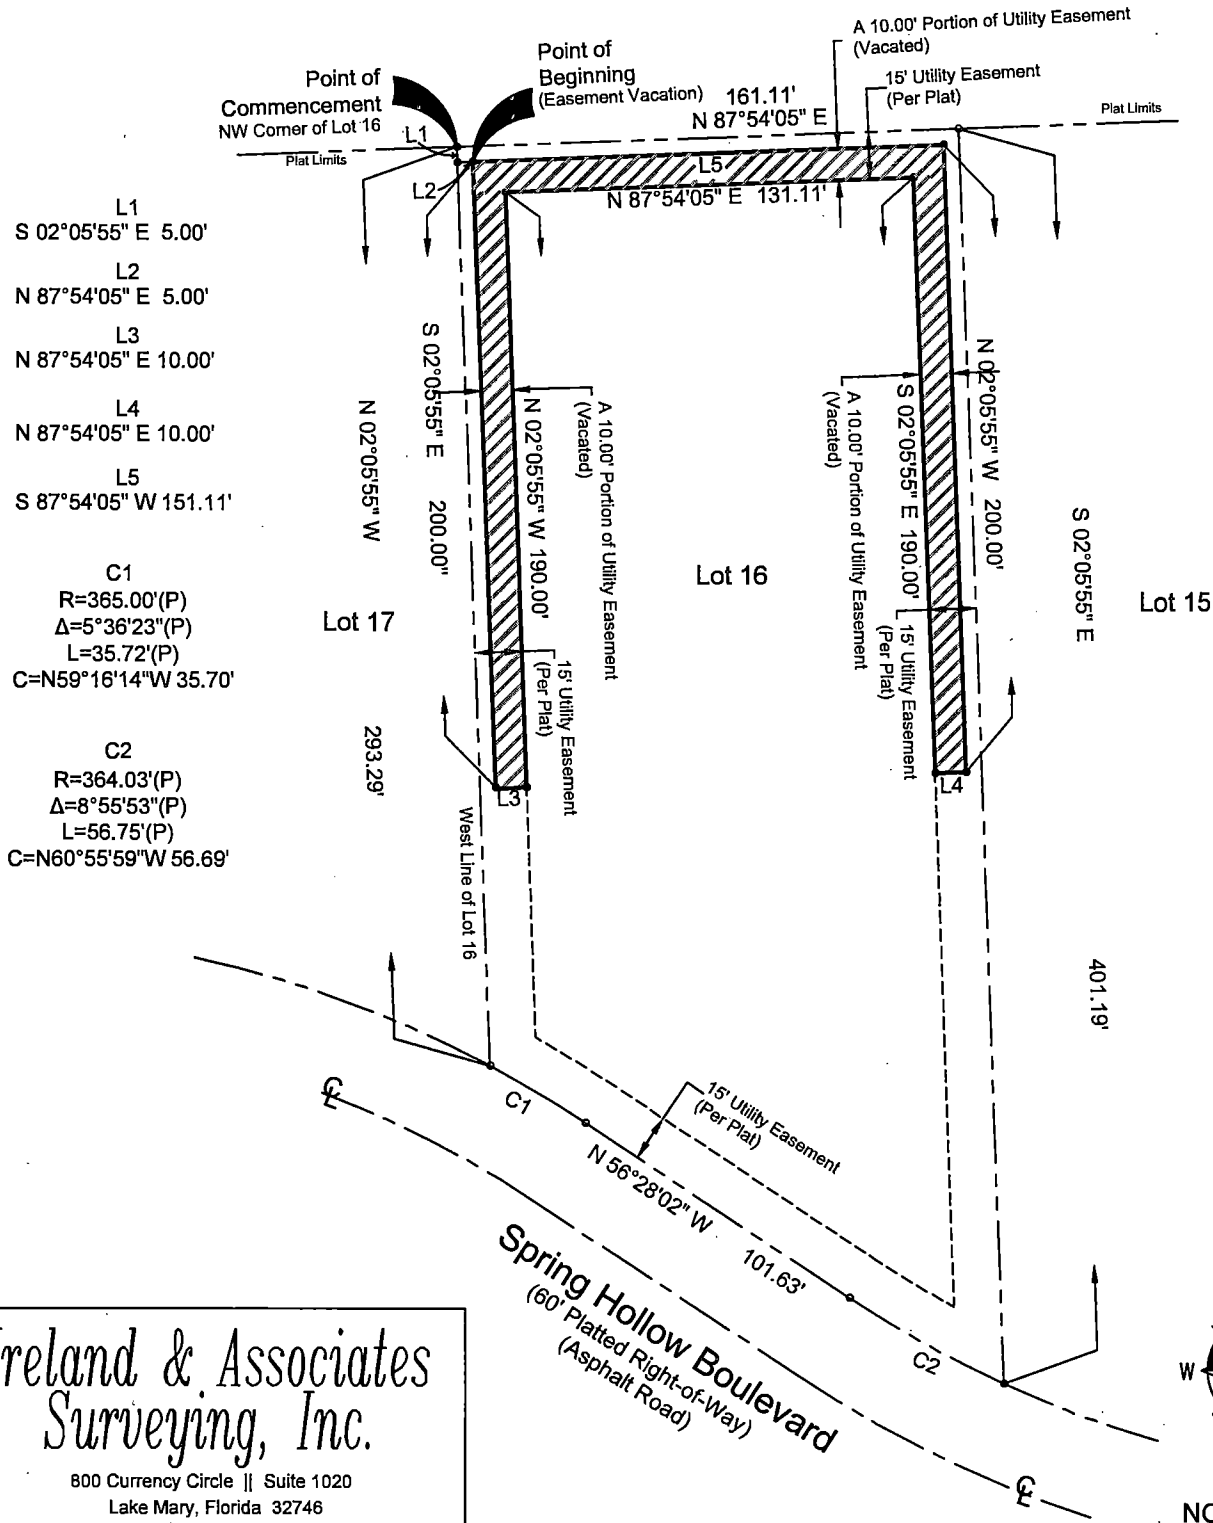 A 10.00' Portion of Utility Easement
(Vacated)
15' Utility Easement
(Per Plat)
Point of
Beginning
(Easement Vacation)
Point of
Commencement
NW Corner of Lot 16
161.11'
N 87°54'05" E
Plat Limits
Plat Limits
L1
L2
L5
N 87°54'05" E 131.11'
L1
S 02°05'55" E 5.00'
L2
N 87°54'05" E 5.00'
L3
N 87°54'05" E 10.00'
L4
N 87°54'05" E 10.00'
L5
S 87°54'05" W 151.11'
C1
R=365.00'(P)
Δ=5°36'23"(P)
L=35.72'(P)
C=N59°16'14"W 35.70'
C2
R=364.03'(P)
Δ=8°55'53"(P)
L=56.75'(P)
C=N60°55'59"W 56.69'
N 02°05'55" W 293.29'
S 02°05'55" E 200.00"
N 02°05'55" W 190.00'
A 10.00' Portion of Utility Easement
(Vacated)
A 10.00' Portion of Utility Easement
(Vacated)
S 02°05'55" E 190.00'
N 02°05'55" W 200.00'
S 02°05'55" E 401.19'
Lot 17
Lot 16
Lot 15
15' Utility Easement
(Per Plat)
15' Utility Easement
(Per Plat)
L3
L4
West Line of Lot 16
C1
15' Utility Easement
(Per Plat)
N 56°28'02" W 101.63'
C2
Spring Hollow Boulevard
(60' Platted Right-of-Way)
(Asphalt Road)
CL
CL
reland & Associates
Surveying, Inc.
800 Currency Circle || Suite 1020
Lake Mary, Florida 32746
W
NO